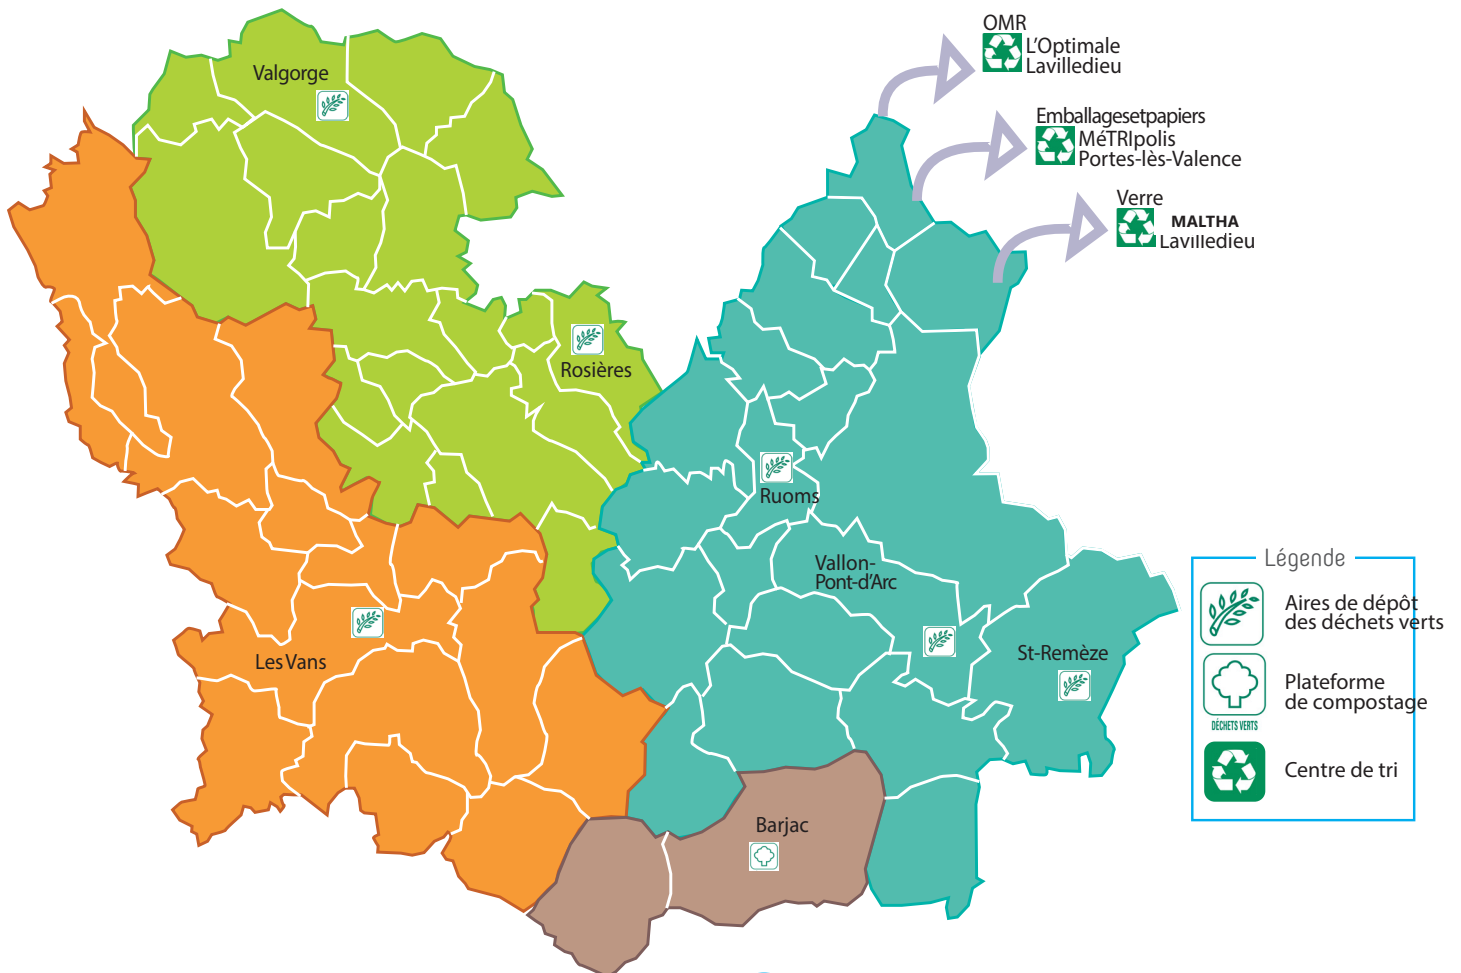 OMR
L'Optimale
Lavilledieu
Emballagesetpapiers
MéTRIpolis
Portes-lès-Valence
Verre
MALTHA
Lavilledieu
Valgorge
Rosières
Ruoms
Vallon-
Pont-d'Arc
St-Remèze
Les Vans
Barjac
Légende
Aires de dépôt
des déchets verts
Plateforme
de compostage
DÉCHETS VERTS
Centre de tri